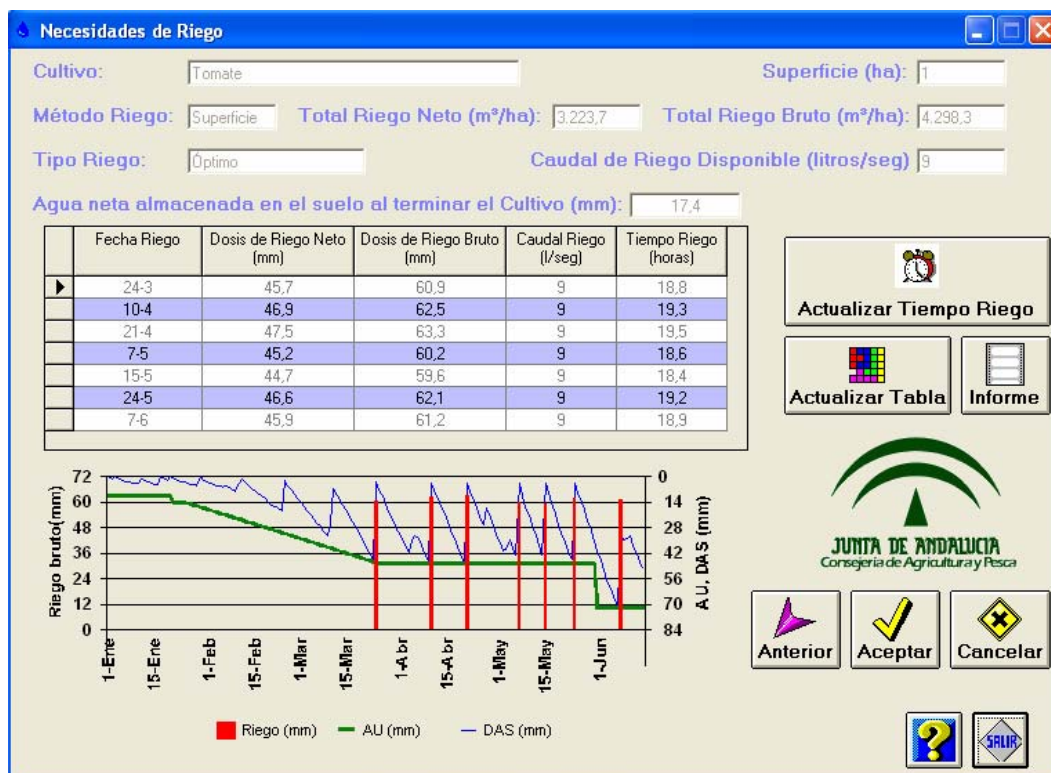 Necesidades de Riego
Cultivo: Tomate Superficie (ha): 1
Método Riego: Superficie Total Riego Neto (m³/ha): 3.223,7 Total Riego Bruto (m³/ha): 4.298,3
Tipo Riego: Óptimo Caudal de Riego Disponible (litros/seg) 9
Agua neta almacenada en el suelo al terminar el Cultivo (mm): 17,4
Fecha Riego Dosis de Riego Neto (mm) Dosis de Riego Bruto (mm) Caudal Riego (l/seg) Tiempo Riego (horas)
24-3 45,7 60,9 9 18,8
10-4 46,9 62,5 9 19,3
21-4 47,5 63,3 9 19,5
7-5 45,2 60,2 9 18,6
15-5 44,7 59,6 9 18,4
24-5 46,6 62,1 9 19,2
7-6 45,9 61,2 9 18,9
Actualizar Tiempo Riego
Actualizar Tabla
Informe
JUNTA DE ANDALUCIA
Consejería de Agricultura y Pesca
Anterior
Aceptar
Cancelar
SALIR
Riego bruto(mm)
72
60
48
36
24
12
0
0
14
28
42
56
70
84
AU, DAS (mm)
1-Ene
15-Ene
1-Feb
15-Feb
1-Mar
15-Mar
1-Abr
15-Abr
1-May
15-May
1-Jun
Riego (mm) AU (mm) DAS (mm)
?